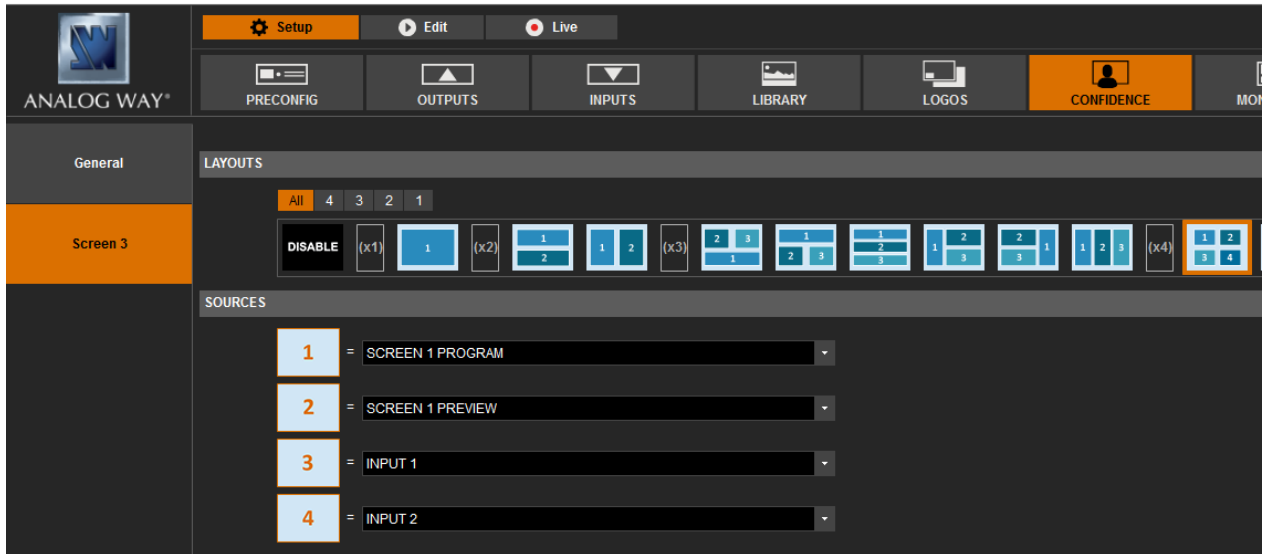 Setup Edit Live
ANALOG WAY®
PRECONFIG OUTPUTS INPUTS LIBRARY LOGOS CONFIDENCE MON
General
LAYOUTS
All 4 3 2 1
Screen 3
DISABLE (x1) 1 (x2) 1 2 1 2 (x3) 2 3 1 1 2 3 1 2 3 1 2 3 2 1 3 1 2 3 (x4) 1 2 3 4
SOURCES
1 = SCREEN 1 PROGRAM
2 = SCREEN 1 PREVIEW
3 = INPUT 1
4 = INPUT 2